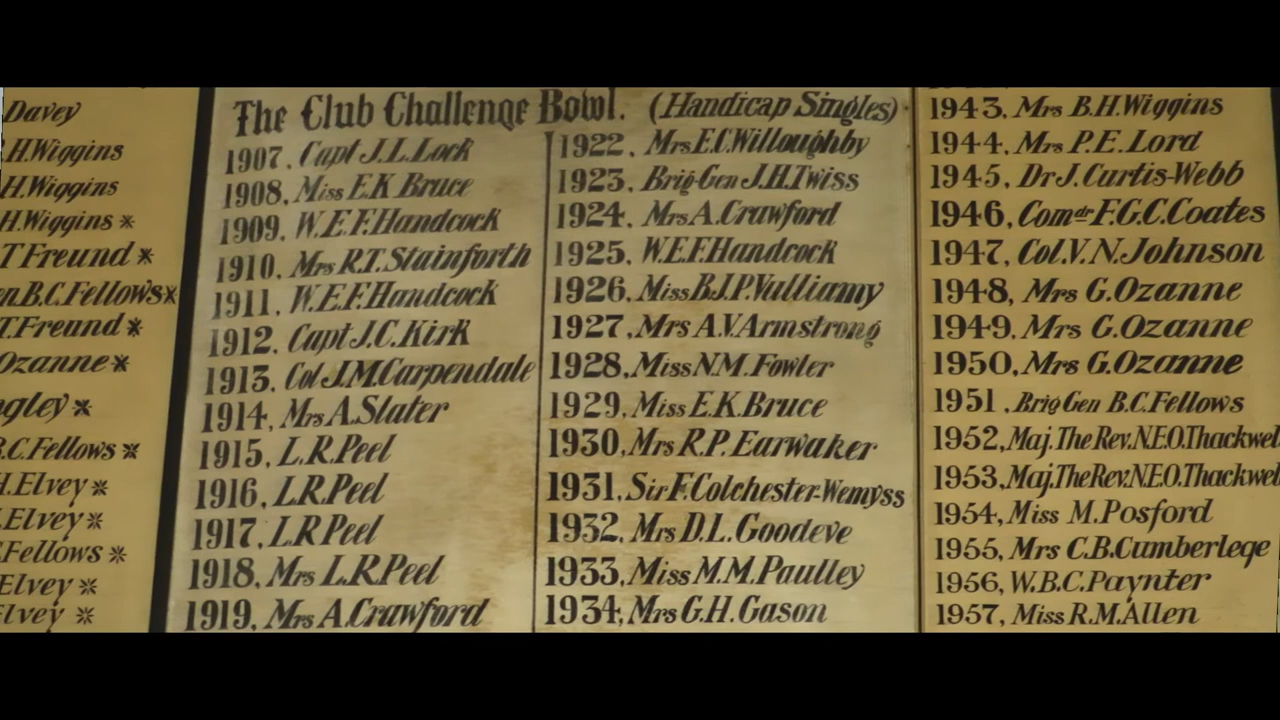 Davey
H.Wiggins
H.Wiggins
H.Wiggins *
T Freund *
B.C.Fellows *
T.Freund *
Ozanne *
B.C.Fellows *
H.Elvey *
Elvey *
Fellows *
Elvey *
Elvey *
The Club Challenge Bowl. (Handicap Singles)
1907. Capt J.L.Lock
1908. Miss E.K Bruce
1909. W.E.F.Handcock
1910. Mrs R.T.Stainforth
1911. W.E.F.Handcock
1912. Capt J.C.Kirk
1913. Col J.M.Carpendale
1914, Mrs A.Slater
1915, L.R.Peel
1916, L.R.Peel
1917, L.R Peel
1918, Mrs L.R.Peel
1919, Mrs A.Crawford
1922, Mrs E.C.Willoughby
1923, Brig-Gen J.H.Twiss
1924, Mrs A.Crawford
1925, W.E.F.Handcock
1926, Miss B.J.P.Vulliamy
1927, Mrs A.V.Armstrong
1928, Miss N.M.Fowler
1929, Miss E.K.Bruce
1930, Mrs R.P.Earwaker
1931, Sir F.Colchester-Wemyss
1932, Mrs D.L.Goodeve
1933, Miss M.M.Paulley
1934, Mrs G.H.Gason
1943, Mrs B.H.Wiggins
1944, Mrs P.E.Lord
1945, Dr J.Curtis-Webb
1946, Comdr F.G.C.Coates
1947, Col.V.N.Johnson
1948, Mrs G.Ozanne
1949, Mrs G.Ozanne
1950, Mrs G.Ozanne
1951, Brig Gen B.C.Fellows
1952, Maj.The Rev.N.E.O.Thackwel
1953, Maj.The Rev.N.E.O.Thackwel
1954, Miss M.Posford
1955, Mrs C.B.Cumberlege
1956, W.B.C.Paynter
1957, Miss R.M.Allen